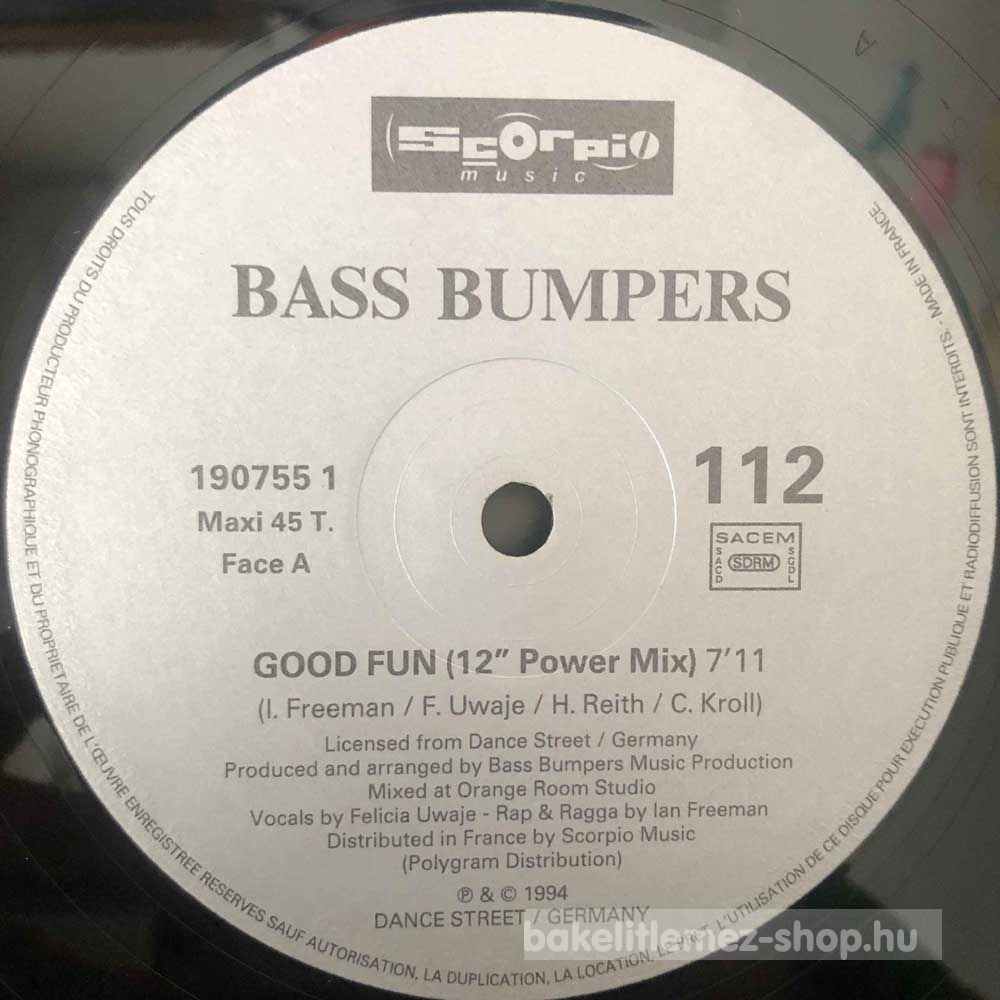 Scorpio
music
BASS BUMPERS
190755 1
Maxi 45 T.
Face A
112
SACEM
SACD
SDRM
SGDL
GOOD FUN (12" Power Mix) 7'11
(I. Freeman / F. Uwaje / H. Reith / C. Kroll)
Licensed from Dance Street / Germany
Produced and arranged by Bass Bumpers Music Production
Mixed at Orange Room Studio
Vocals by Felicia Uwaje - Rap & Ragga by Ian Freeman
Distributed in France by Scorpio Music
(Polygram Distribution)
℗ & © 1994
DANCE STREET / GERMANY
TOUS DROITS DU PRODUCTEUR PHONOGRAPHIQUE ET DU PROPRIETAIRE DE L'ŒUVRE ENREGISTREE RESERVES SAUF AUTORISATION, LA DUPLICATION, LA LOCATION, LE PRET, L'UTILISATION DE CE DISQUE POUR EXECUTION PUBLIQUE ET RADIODIFFUSION SONT INTERDITS. - MADE IN FRANCE.
A
bakelitlemez-shop.hu